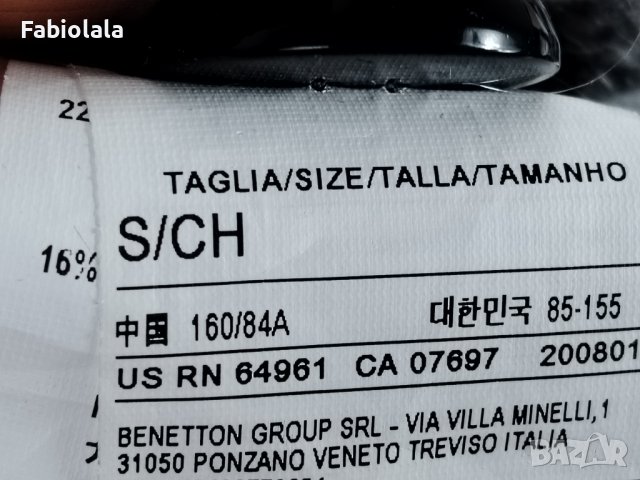 Fabiolala
22
TAGLIA/SIZE/TALLA/TAMANHO
S/CH
16%
中国 160/84A 대한민국 85-155
US RN 64961 CA 07697 200801
BENETTON GROUP SRL - VIA VILLA MINELLI,1
31050 PONZANO VENETO TREVISO ITALIA
BAZAR